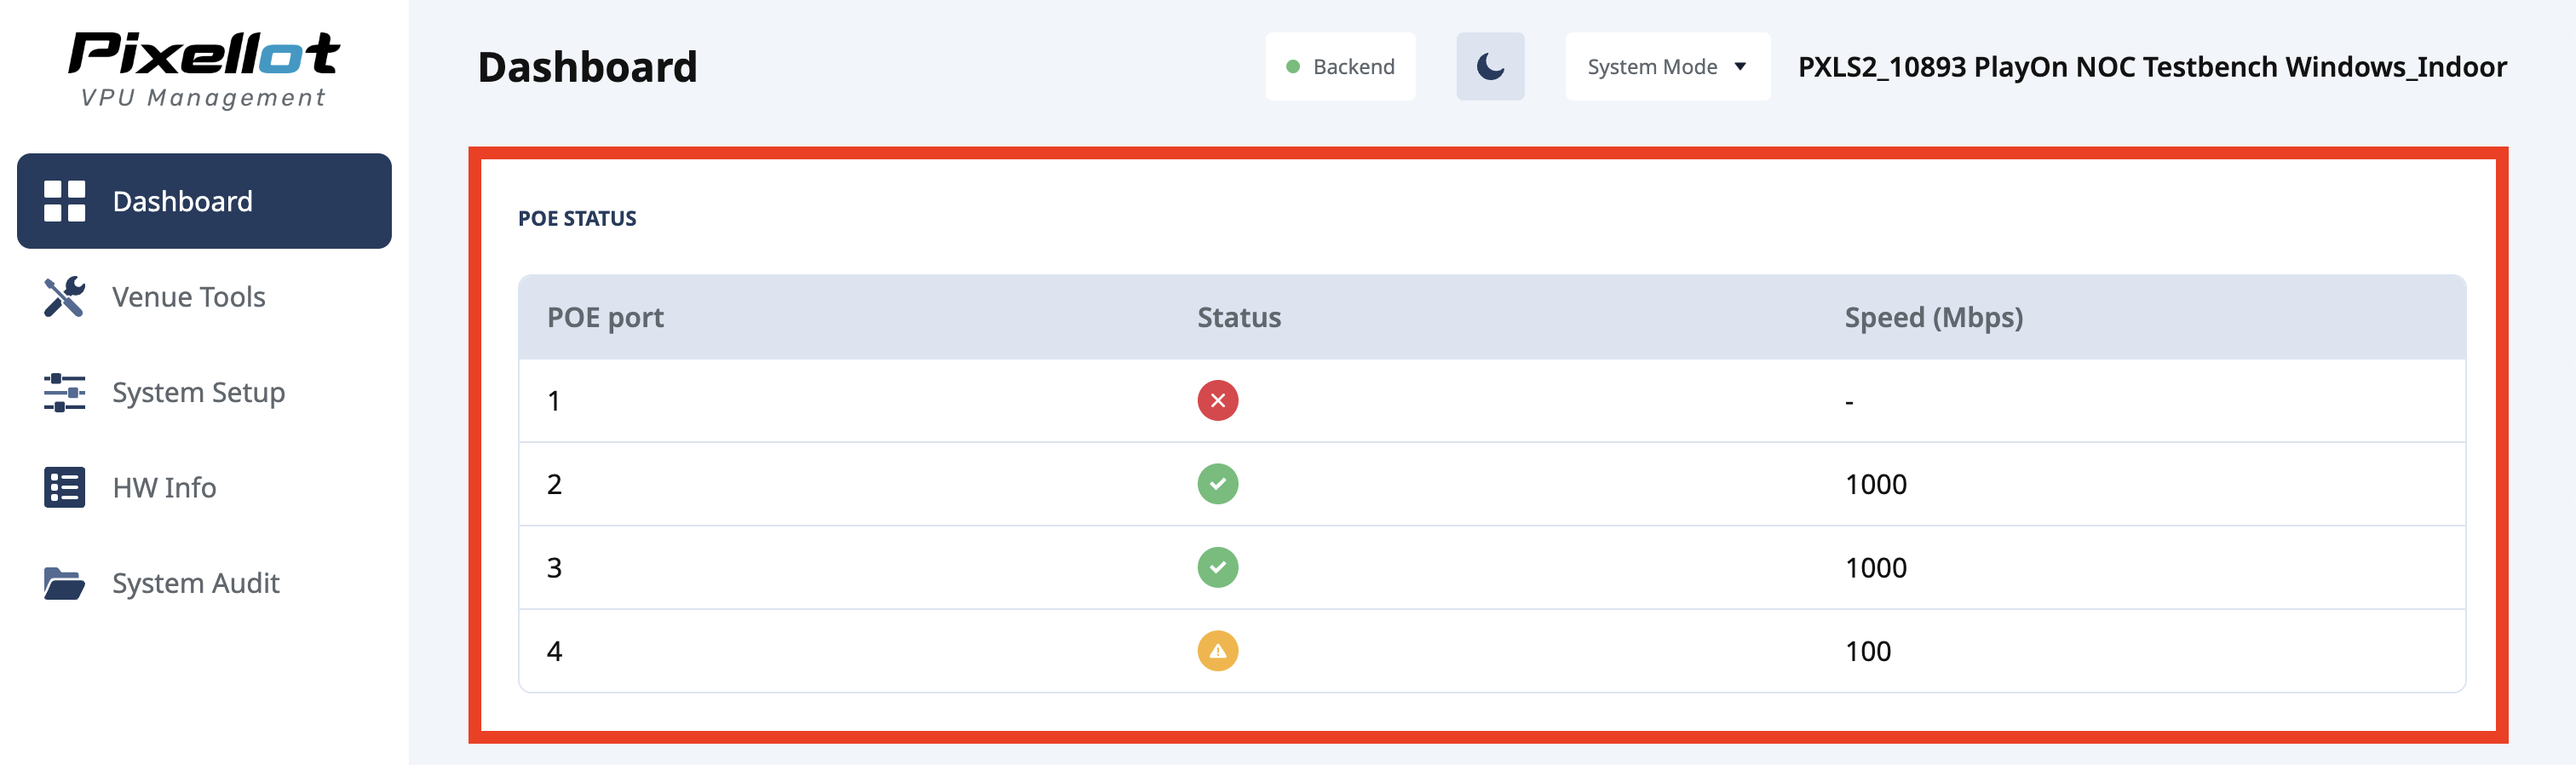 Pixellot
VPU Management
Dashboard
Venue Tools
System Setup
HW Info
System Audit
Dashboard
Backend
System Mode
PXLS2_10893 PlayOn NOC Testbench Windows_Indoor
POE STATUS
POE port Status Speed (Mbps)
1 -
2 1000
3 1000
4 100